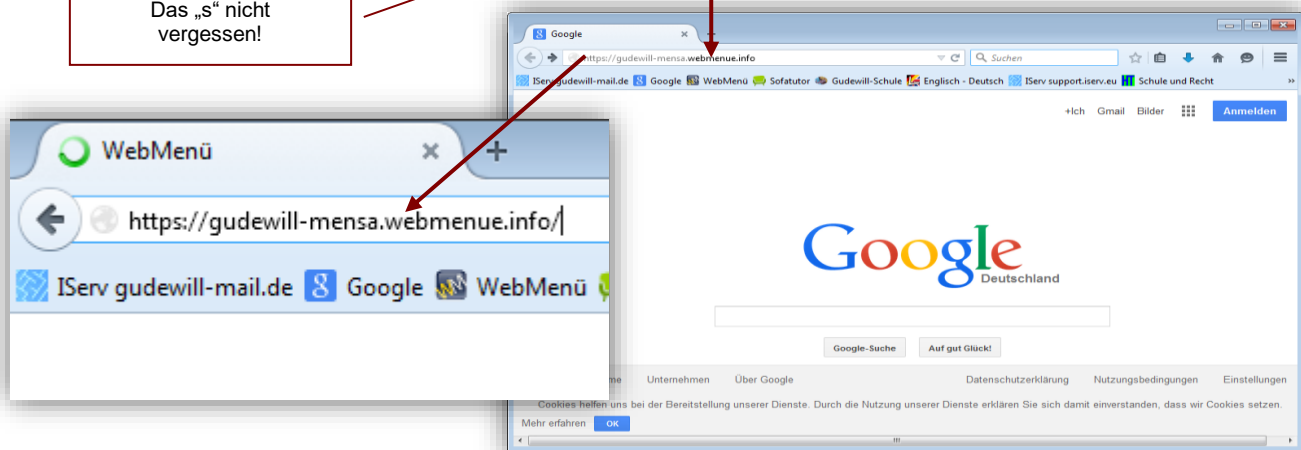 Das „s“ nicht
vergessen!
Google
https://gudewill-mensa.webmenue.info
Suchen
IServ gudewill-mail.de Google WebMenü Sofatutor Gudewill-Schule Englisch - Deutsch IServ support.iserv.eu Schule und Recht
+Ich Gmail Bilder Anmelden
WebMenü
https://gudewill-mensa.webmenue.info/
IServ gudewill-mail.de Google WebMenü
Google
Deutschland
Google-Suche Auf gut Glück!
Unternehmen Über Google Datenschutzerklärung Nutzungsbedingungen Einstellungen
Cookies helfen uns bei der Bereitstellung unserer Dienste. Durch die Nutzung unserer Dienste erklären Sie sich damit einverstanden, dass wir Cookies setzen.
Mehr erfahren OK